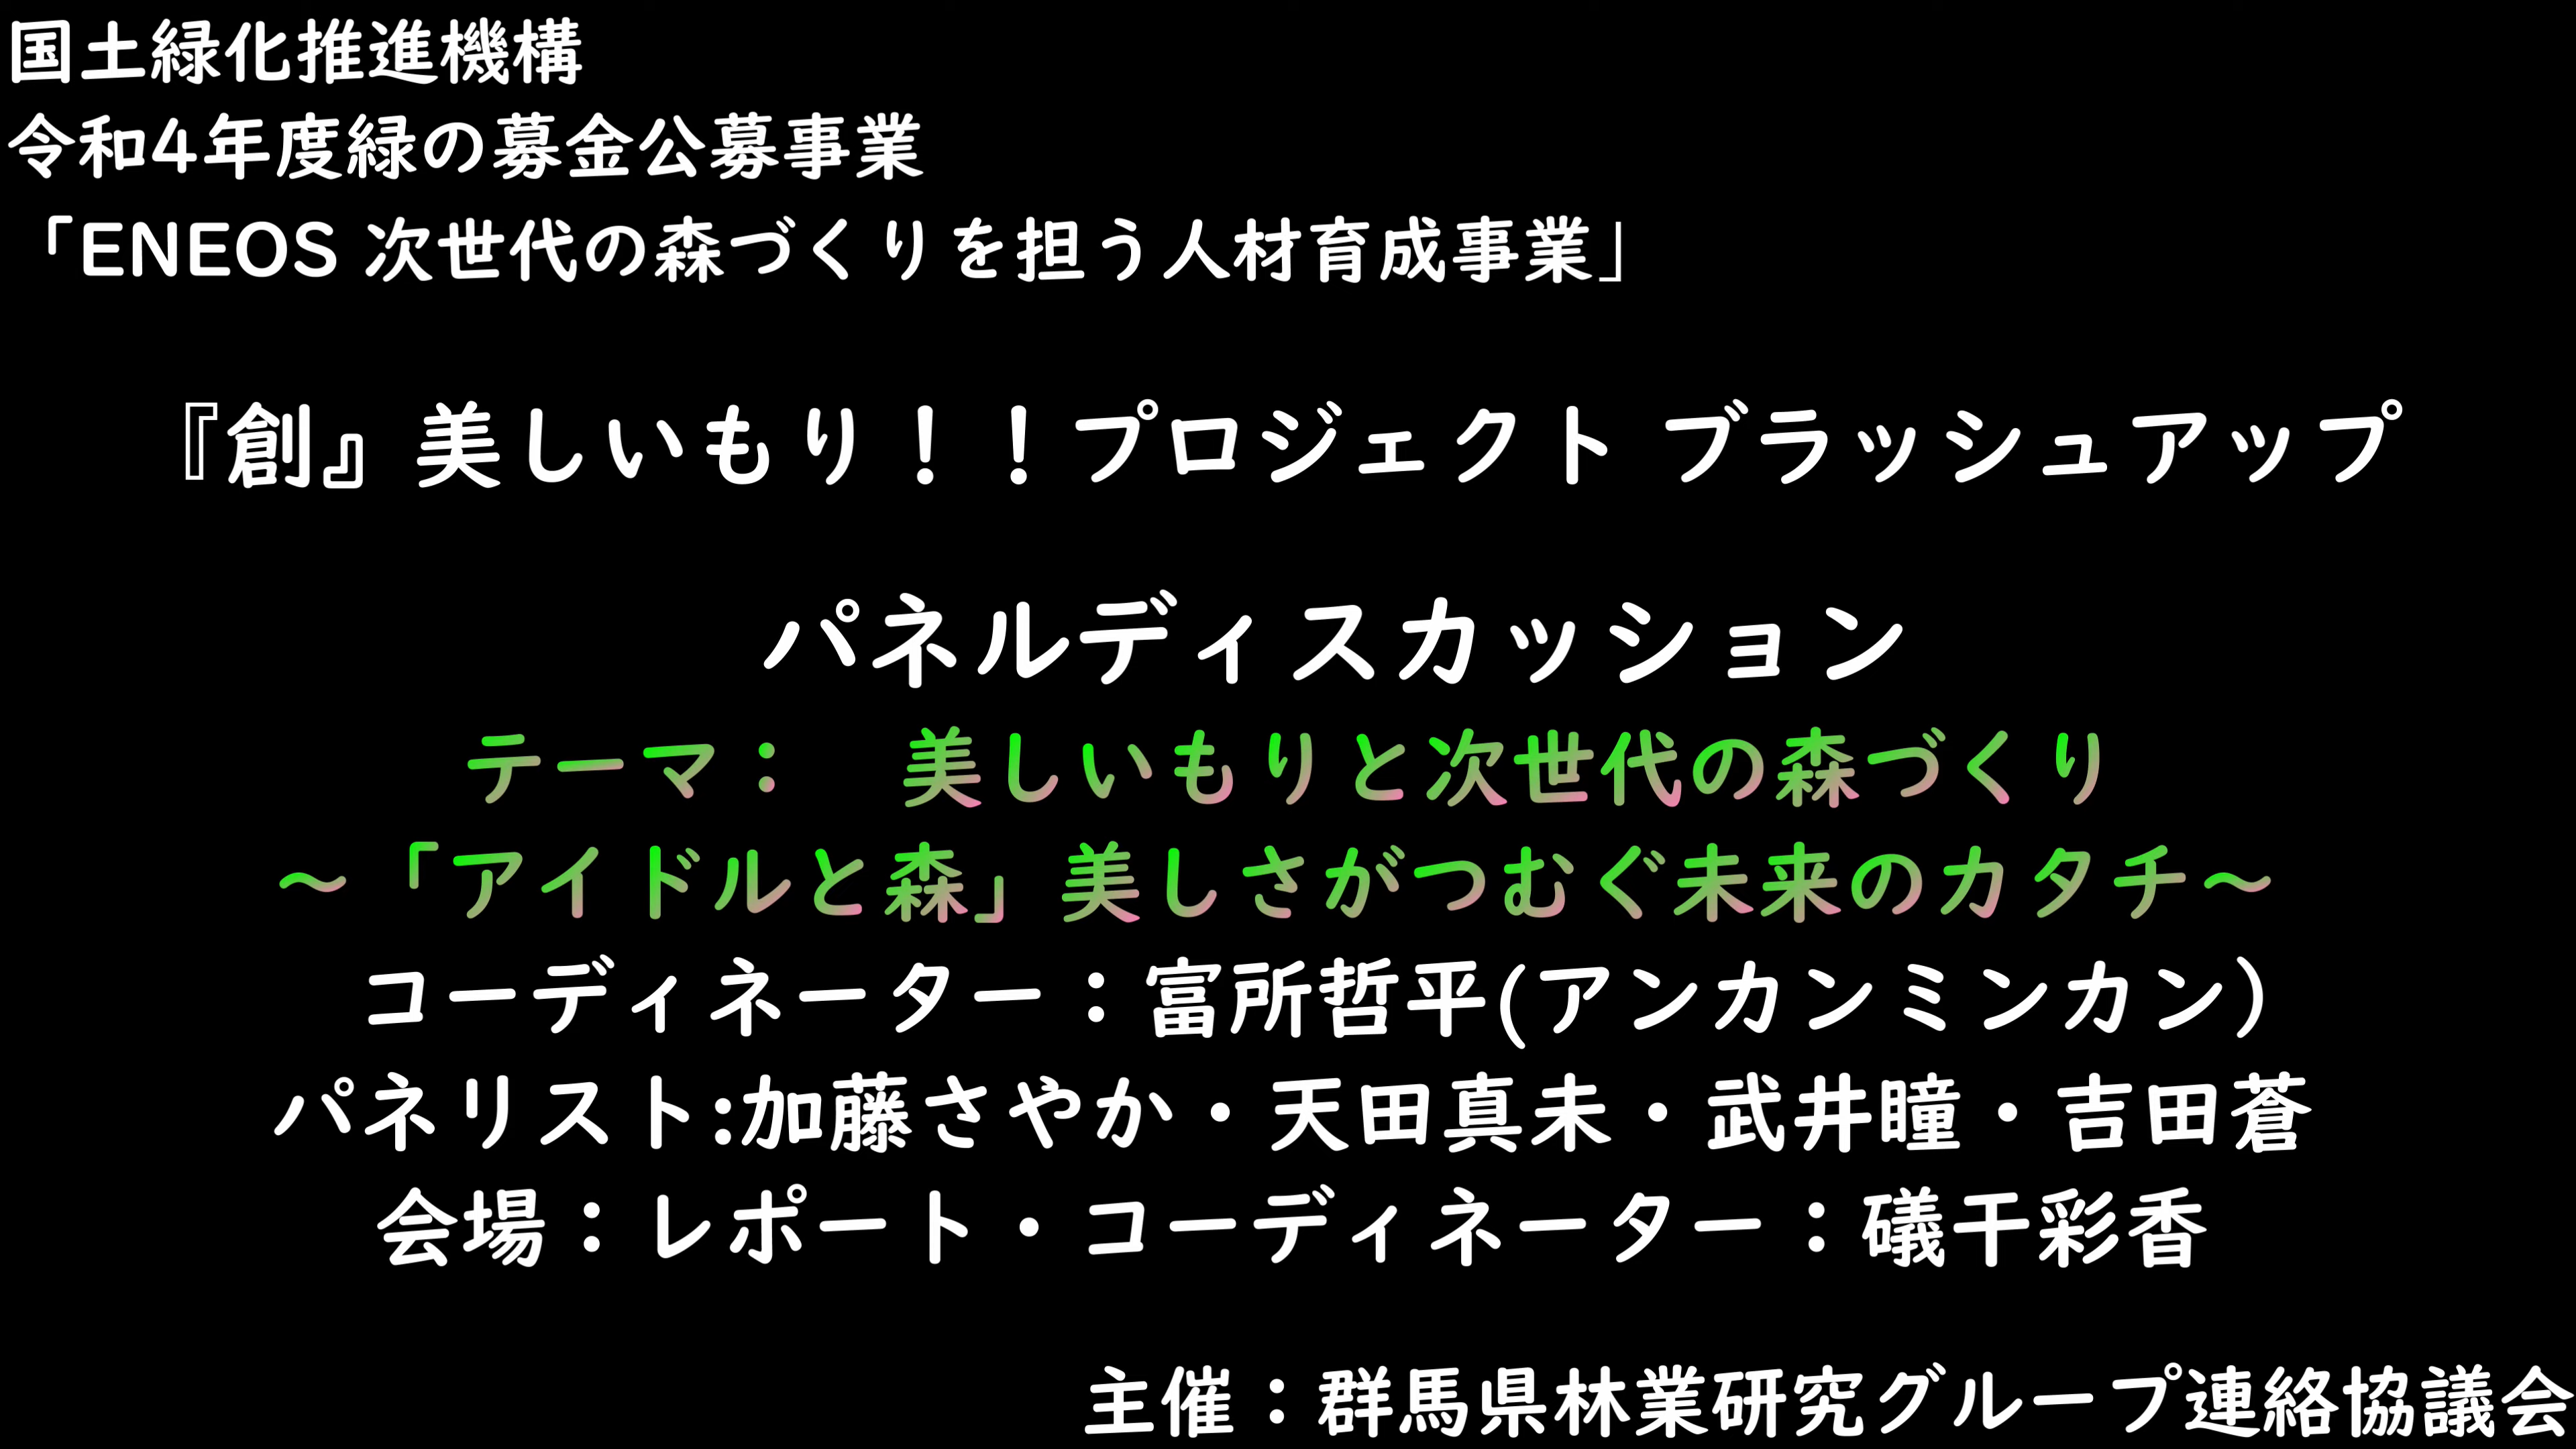 国土緑化推進機構
令和4年度緑の募金公募事業
「ENEOS 次世代の森づくりを担う人材育成事業」
『創』美しいもり！！プロジェクト ブラッシュアップ
パネルディスカッション
テーマ：　美しいもりと次世代の森づくり
～「アイドルと森」美しさがつむぐ未来のカタチ～
コーディネーター：富所哲平(アンカンミンカン)
パネリスト:加藤さやか・天田真未・武井瞳・吉田蒼
会場：レポート・コーディネーター：礒干彩香
主催：群馬県林業研究グループ連絡協議会